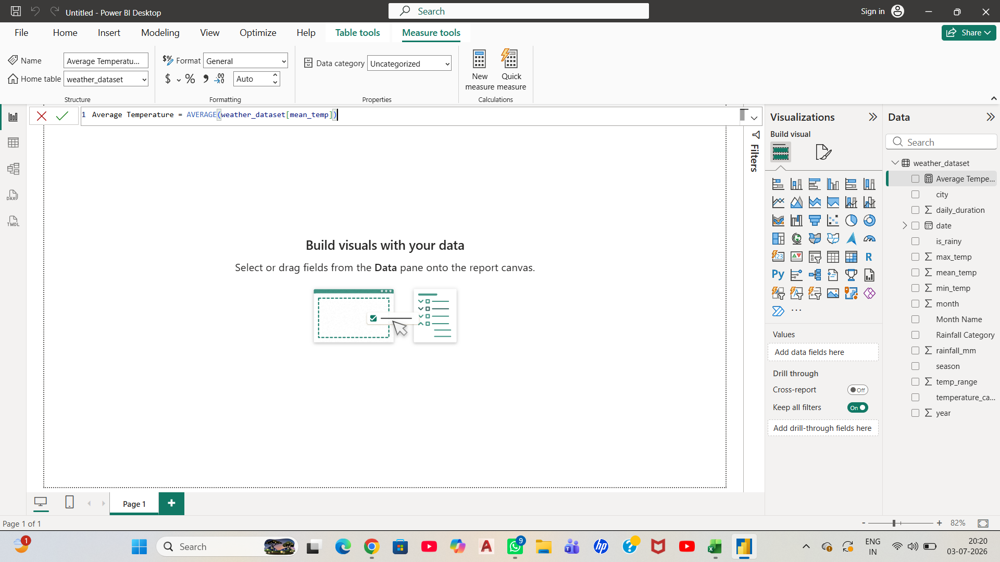 Untitled - Power BI Desktop
Search
Sign in
File
Home
Insert
Modeling
View
Optimize
Help
Table tools
Measure tools
Share
Name
Average Temperatu...
Home table
weather_dataset
Structure
Format
General
$
%
Auto
Formatting
Data category
Uncategorized
Properties
New measure
Quick measure
Calculations
1 Average Temperature = AVERAGE(weather_dataset[mean_temp])
Build visuals with your data
Select or drag fields from the Data pane onto the report canvas.
Filters
Visualizations
Build visual
123
R
Py
Values
Add data fields here
Drill through
Cross-report
Off
Keep all filters
On
Add drill-through fields here
Data
Search
weather_dataset
Average Tempe...
city
daily_duration
date
is_rainy
max_temp
mean_temp
min_temp
month
Month Name
Rainfall Category
rainfall_mm
season
temp_range
temperature_ca...
year
DAX
TMDL
Page 1
Page 1 of 1
82%
1
Search
9
ENG
IN
20:20
03-07-2026